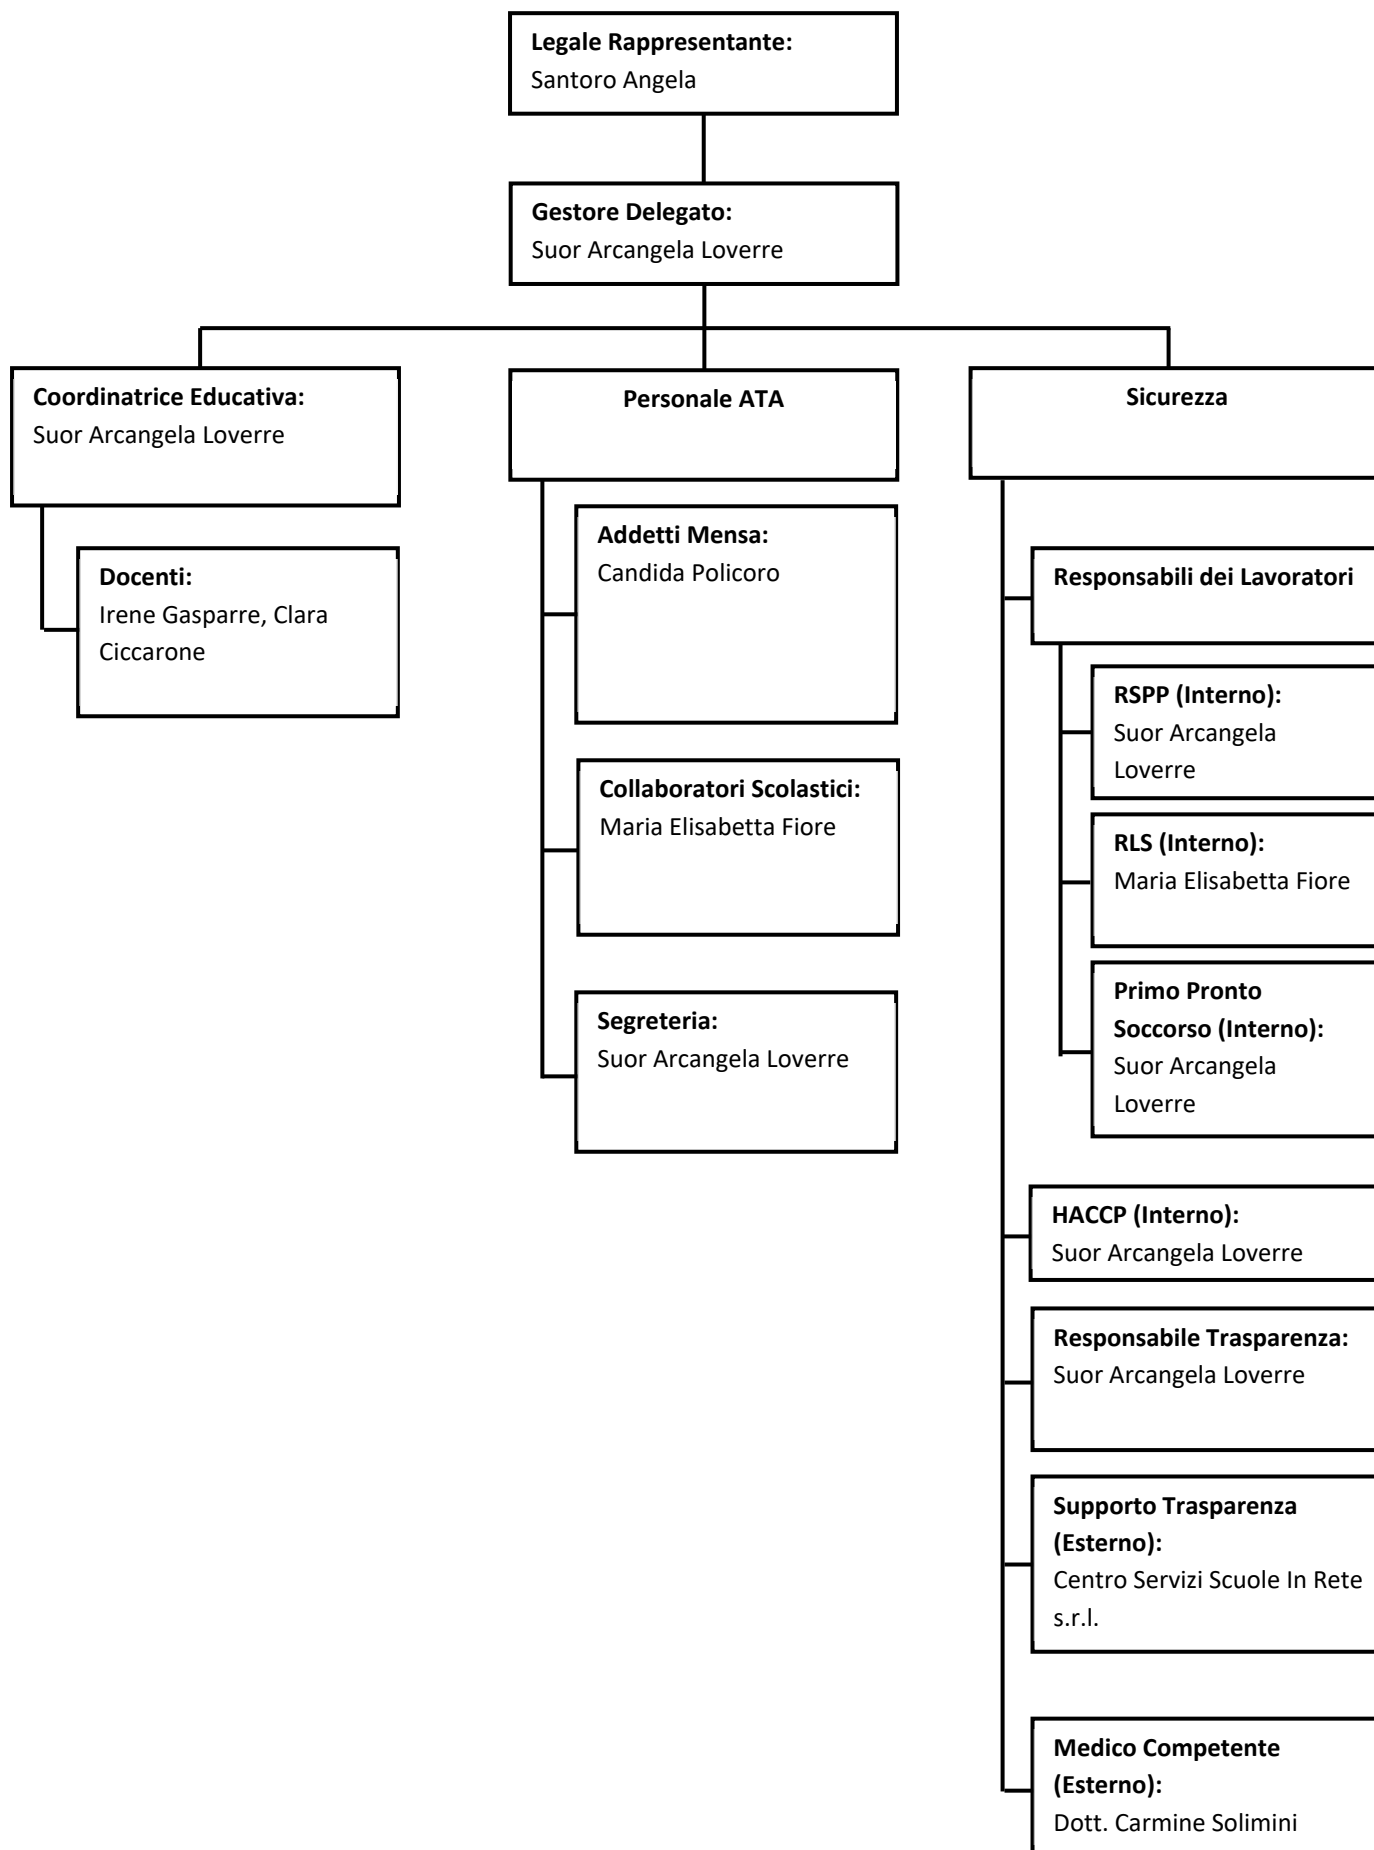 Legale Rappresentante:
Santoro Angela
Gestore Delegato:
Suor Arcangela Loverre
Coordinatrice Educativa:
Suor Arcangela Loverre
Docenti:
Irene Gasparre, Clara
Ciccarone
Personale ATA
Addetti Mensa:
Candida Policoro
Collaboratori Scolastici:
Maria Elisabetta Fiore
Segreteria:
Suor Arcangela Loverre
Sicurezza
Responsabili dei Lavoratori
RSPP (Interno):
Suor Arcangela
Loverre
RLS (Interno):
Maria Elisabetta Fiore
Primo Pronto
Soccorso (Interno):
Suor Arcangela
Loverre
HACCP (Interno):
Suor Arcangela Loverre
Responsabile Trasparenza:
Suor Arcangela Loverre
Supporto Trasparenza
(Esterno):
Centro Servizi Scuole In Rete
s.r.l.
Medico Competente
(Esterno):
Dott. Carmine Solimini